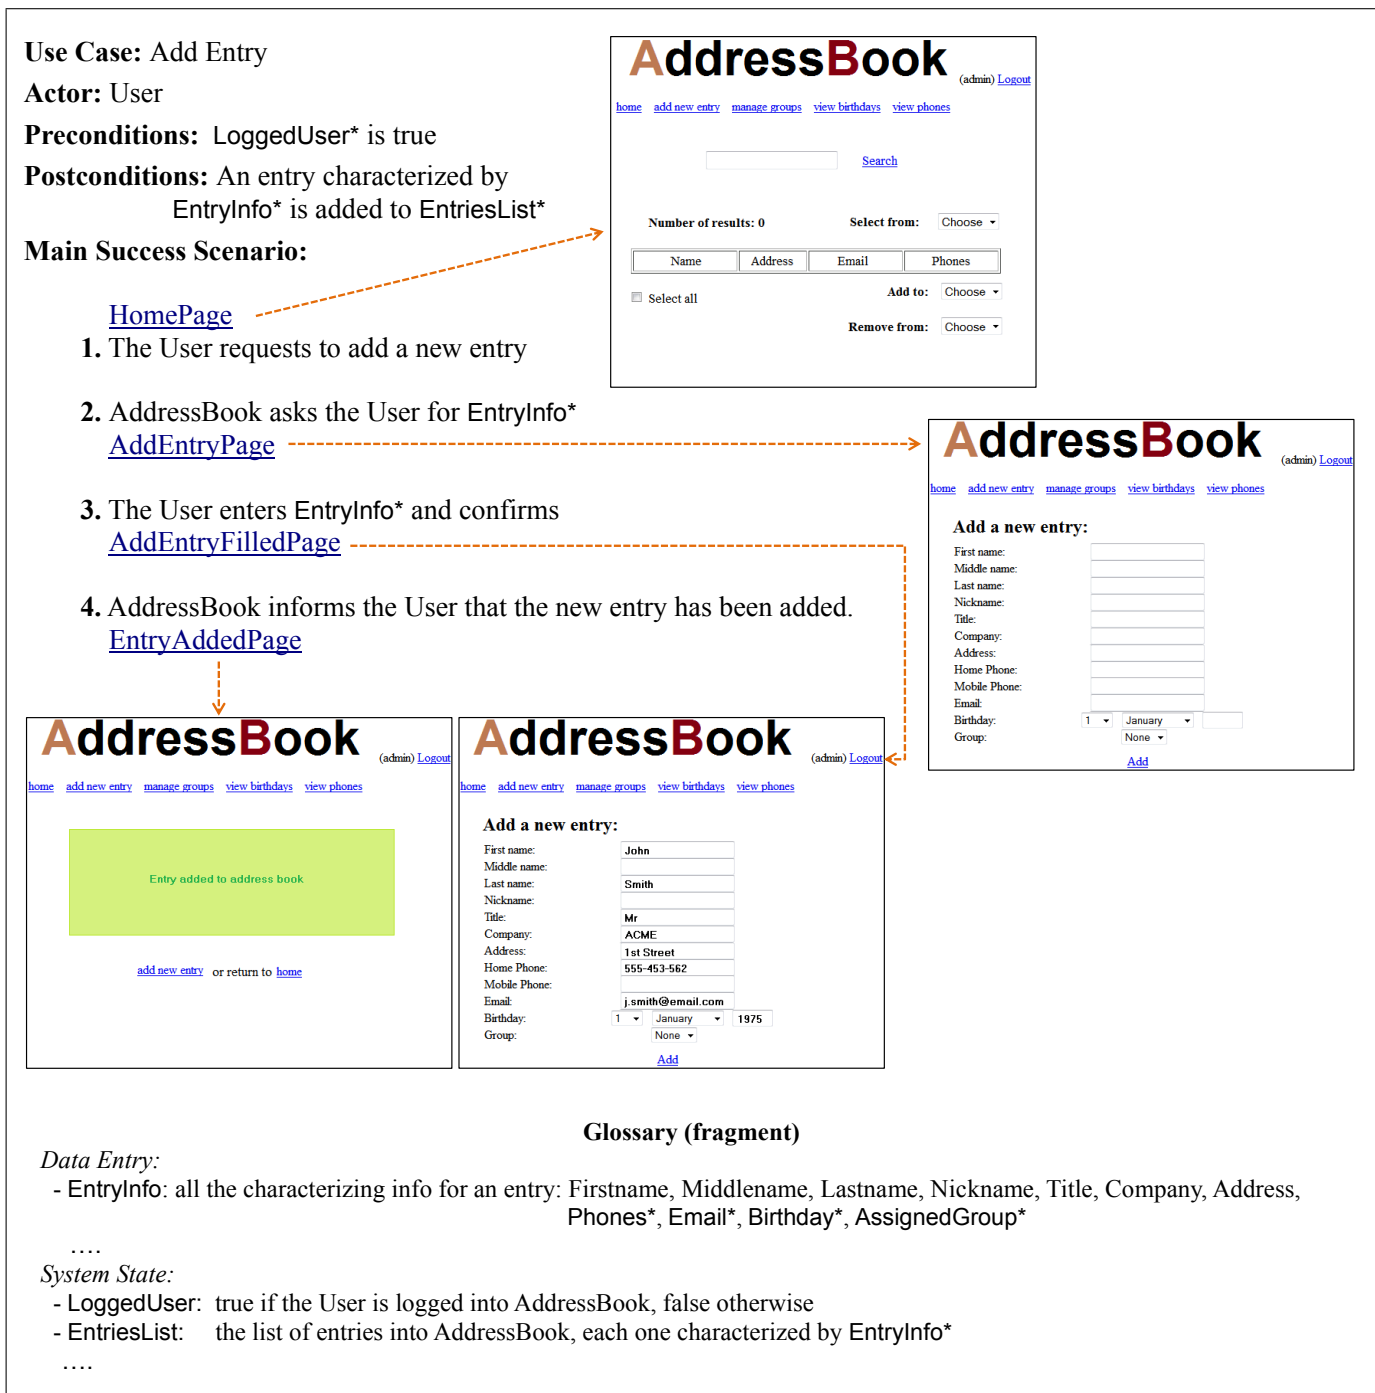 Use Case: Add Entry
Actor: User
Preconditions: LoggedUser* is true
Postconditions: An entry characterized by
EntryInfo* is added to EntriesList*
Main Success Scenario:
HomePage
1. The User requests to add a new entry
2. AddressBook asks the User for EntryInfo*
AddEntryPage
3. The User enters EntryInfo* and confirms
AddEntryFilledPage
4. AddressBook informs the User that the new entry has been added.
EntryAddedPage
AddressBook
(admin) Logout
home add new entry manage groups view birthdays view phones
Search
Number of results: 0 Select from: Choose
Name Address Email Phones
Select all Add to: Choose
Remove from: Choose
AddressBook
(admin) Logout
home add new entry manage groups view birthdays view phones
Add a new entry:
First name:
Middle name:
Last name:
Nickname:
Title:
Company:
Address:
Home Phone:
Mobile Phone:
Email:
Birthday: 1 January
Group: None
Add
AddressBook
(admin) Logout
home add new entry manage groups view birthdays view phones
Entry added to address book
add new entry or return to home
AddressBook
(admin) Logout
home add new entry manage groups view birthdays view phones
Add a new entry:
First name: John
Middle name:
Last name: Smith
Nickname:
Title: Mr
Company: ACME
Address: 1st Street
Home Phone: 555-453-562
Mobile Phone:
Email: j.smith@email.com
Birthday: 1 January 1975
Group: None
Add
Glossary (fragment)
Data Entry:
- EntryInfo: all the characterizing info for an entry: Firstname, Middlename, Lastname, Nickname, Title, Company, Address,
Phones*, Email*, Birthday*, AssignedGroup*
....
System State:
- LoggedUser: true if the User is logged into AddressBook, false otherwise
- EntriesList: the list of entries into AddressBook, each one characterized by EntryInfo*
....